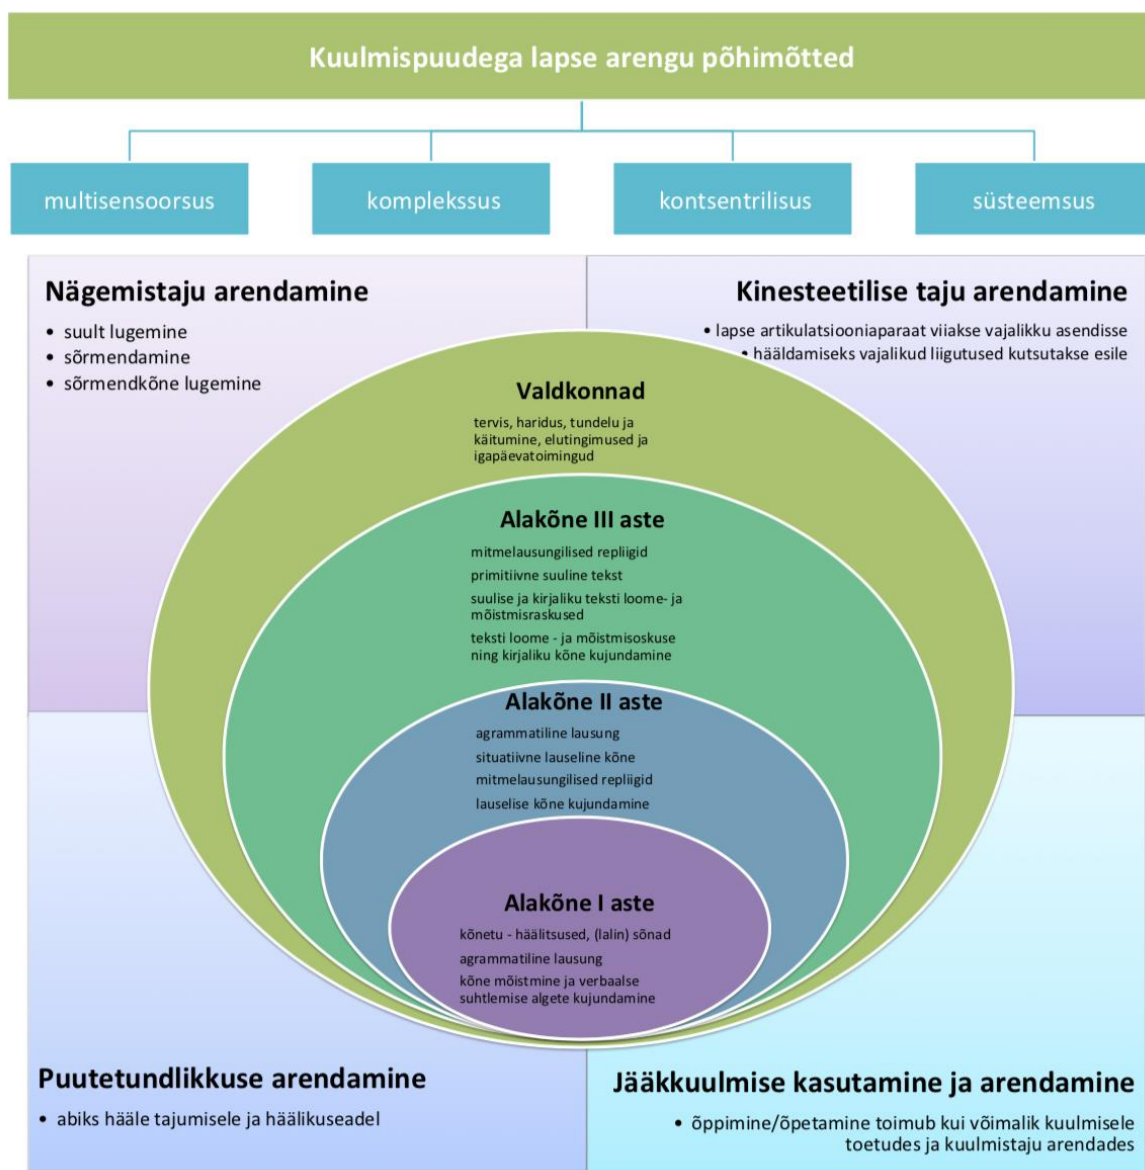 Kuulmispuudega lapse arengu põhimõtted
multisensoorsus
komplekssus
kontsentrilisus
süsteemsus
Nägemistaju arendamine
• suult lugemine
• sõrmendamine
• sõrmendkõne lugemine
Kinesteetilise taju arendamine
• lapse artikulatsiooniaparaat viiakse vajalikku asendisse
• hääldamiseks vajalikud liigutused kutsutakse esile
Valdkonnad
tervis, haridus, tundelu ja
käitumine, elutingimused ja
igapäevatoimingud
Alakõne III aste
mitmelausungilised repliigid
primitiivne suuline tekst
suulise ja kirjaliku teksti loome- ja
mõistmisraskused
teksti loome - ja mõistmisoskuse
ning kirjaliku kõne kujundamine
Alakõne II aste
agrammatiline lausung
situatiivne lauseline kõne
mitmelausungilised repliigid
lauselise kõne kujundamine
Alakõne I aste
kõnetu - häälitsused, (lalin) sõnad
agrammatiline lausung
kõne mõistmine ja verbaalse
suhtlemise algete kujundamine
Puutetundlikkuse arendamine
• abiks hääle tajumisele ja häälikuseadel
Jääkkuulmise kasutamine ja arendamine
• õppimine/õpetamine toimub kui võimalik kuulmisele
toetudes ja kuulmistaju arendades